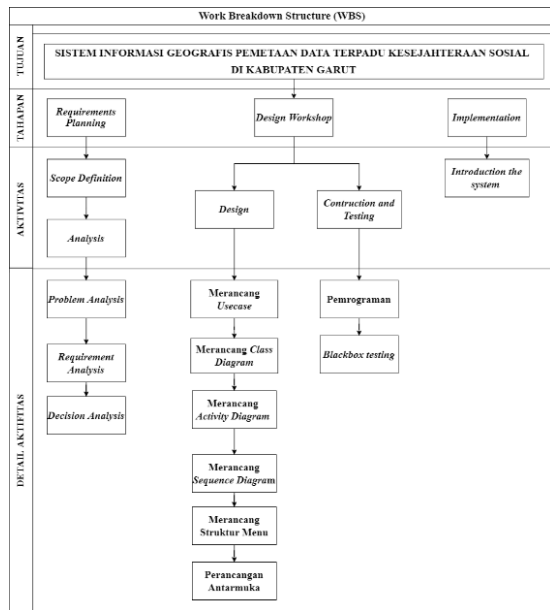 Work Breakdown Structure (WBS)
TUJUAN
SISTEM INFORMASI GEOGRAFIS PEMETAAN DATA TERPADU KESEJAHTERAAN SOSIAL
DI KABUPATEN GARUT
TAHAPAN
Requirements
Planning
Design Workshop
Implementation
AKTIVITAS
Scope Definition
Analysis
Design
Contruction and
Testing
Introduction the
system
DETAIL AKTIFITAS
Problem Analysis
Requirement
Analysis
Decision Analysis
Merancang
Usecase
Merancang Class
Diagram
Merancang
Activity Diagram
Merancang
Sequence Diagram
Merancang
Struktur Menu
Perancangan
Antarmuka
Pemrograman
Blackbox testing